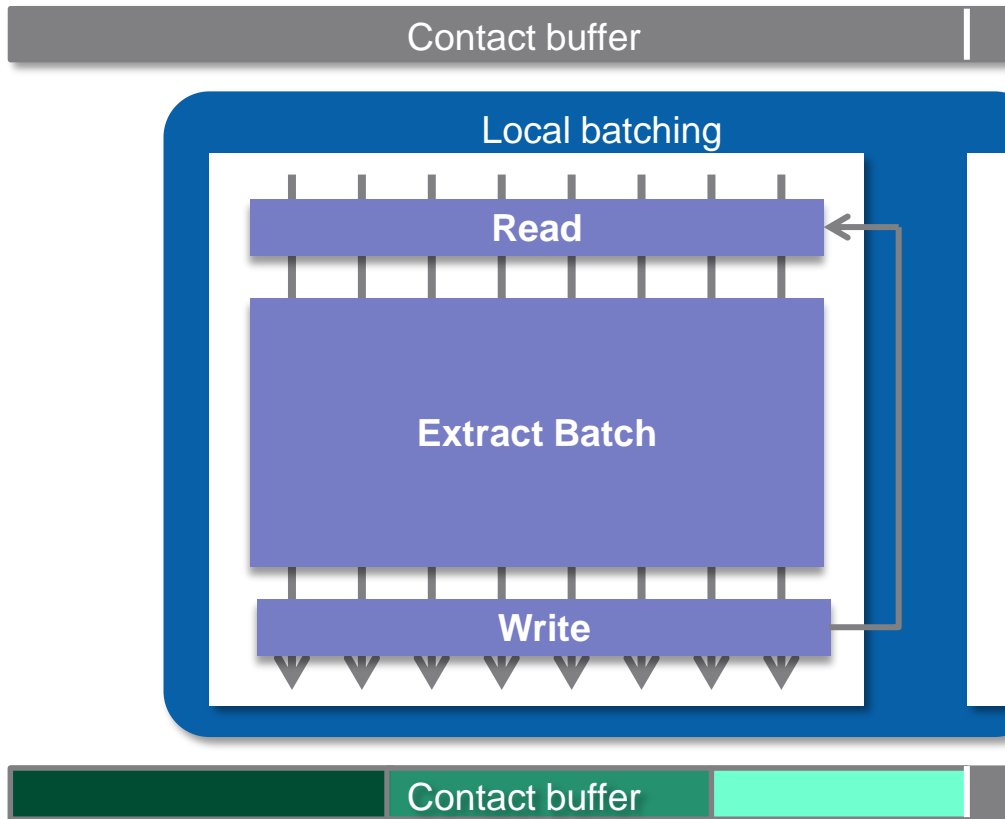 Contact buffer
Local batching
Read
Extract Batch
Write
Contact buffer